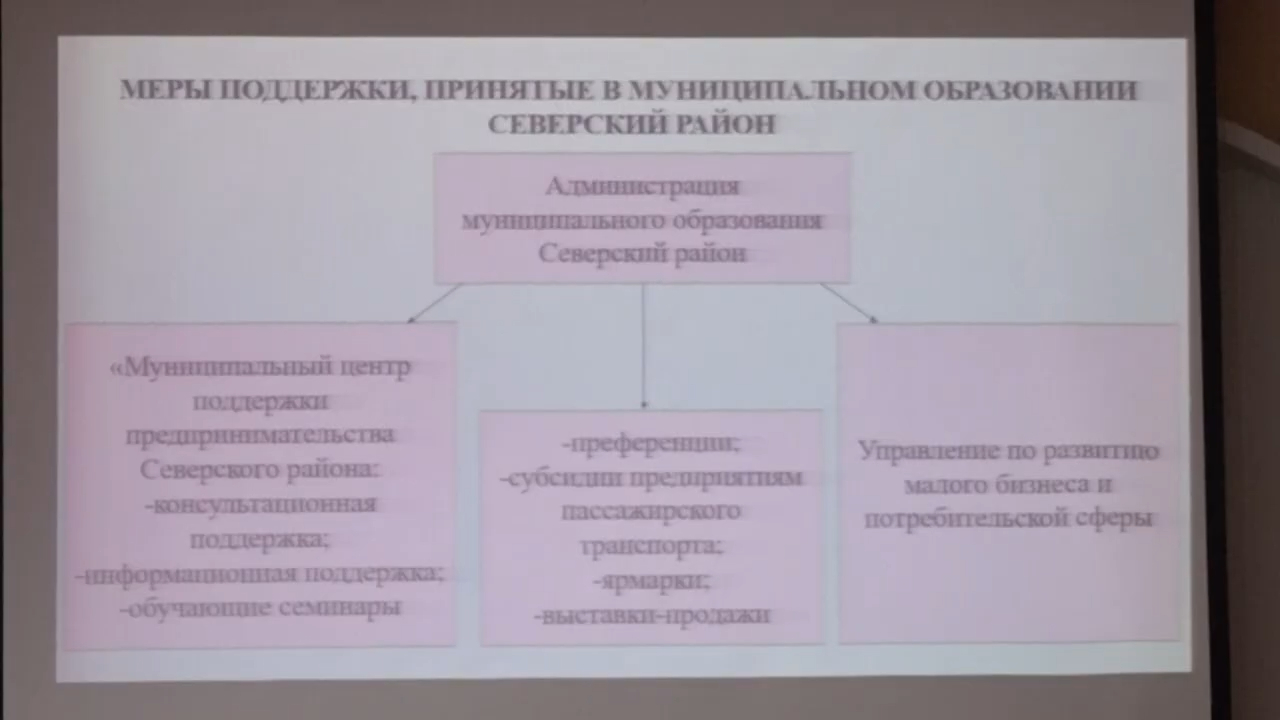 МЕРЫ ПОДДЕРЖКИ, ПРИНЯТЫЕ В МУНИЦИПАЛЬНОМ ОБРАЗОВАНИИ
СЕВЕРСКИЙ РАЙОН
Администрация
муниципального образования
Северский район
«Муниципальный центр
поддержки
предпринимательства
Северского района:
-консультационная
поддержка;
-информационная поддержка;
-обучающие семинары
-преференции;
-субсидии предприятиям
пассажирского
транспорта;
-ярмарки;
-выставки-продажи
Управление по развитию
малого бизнеса и
потребительской сферы